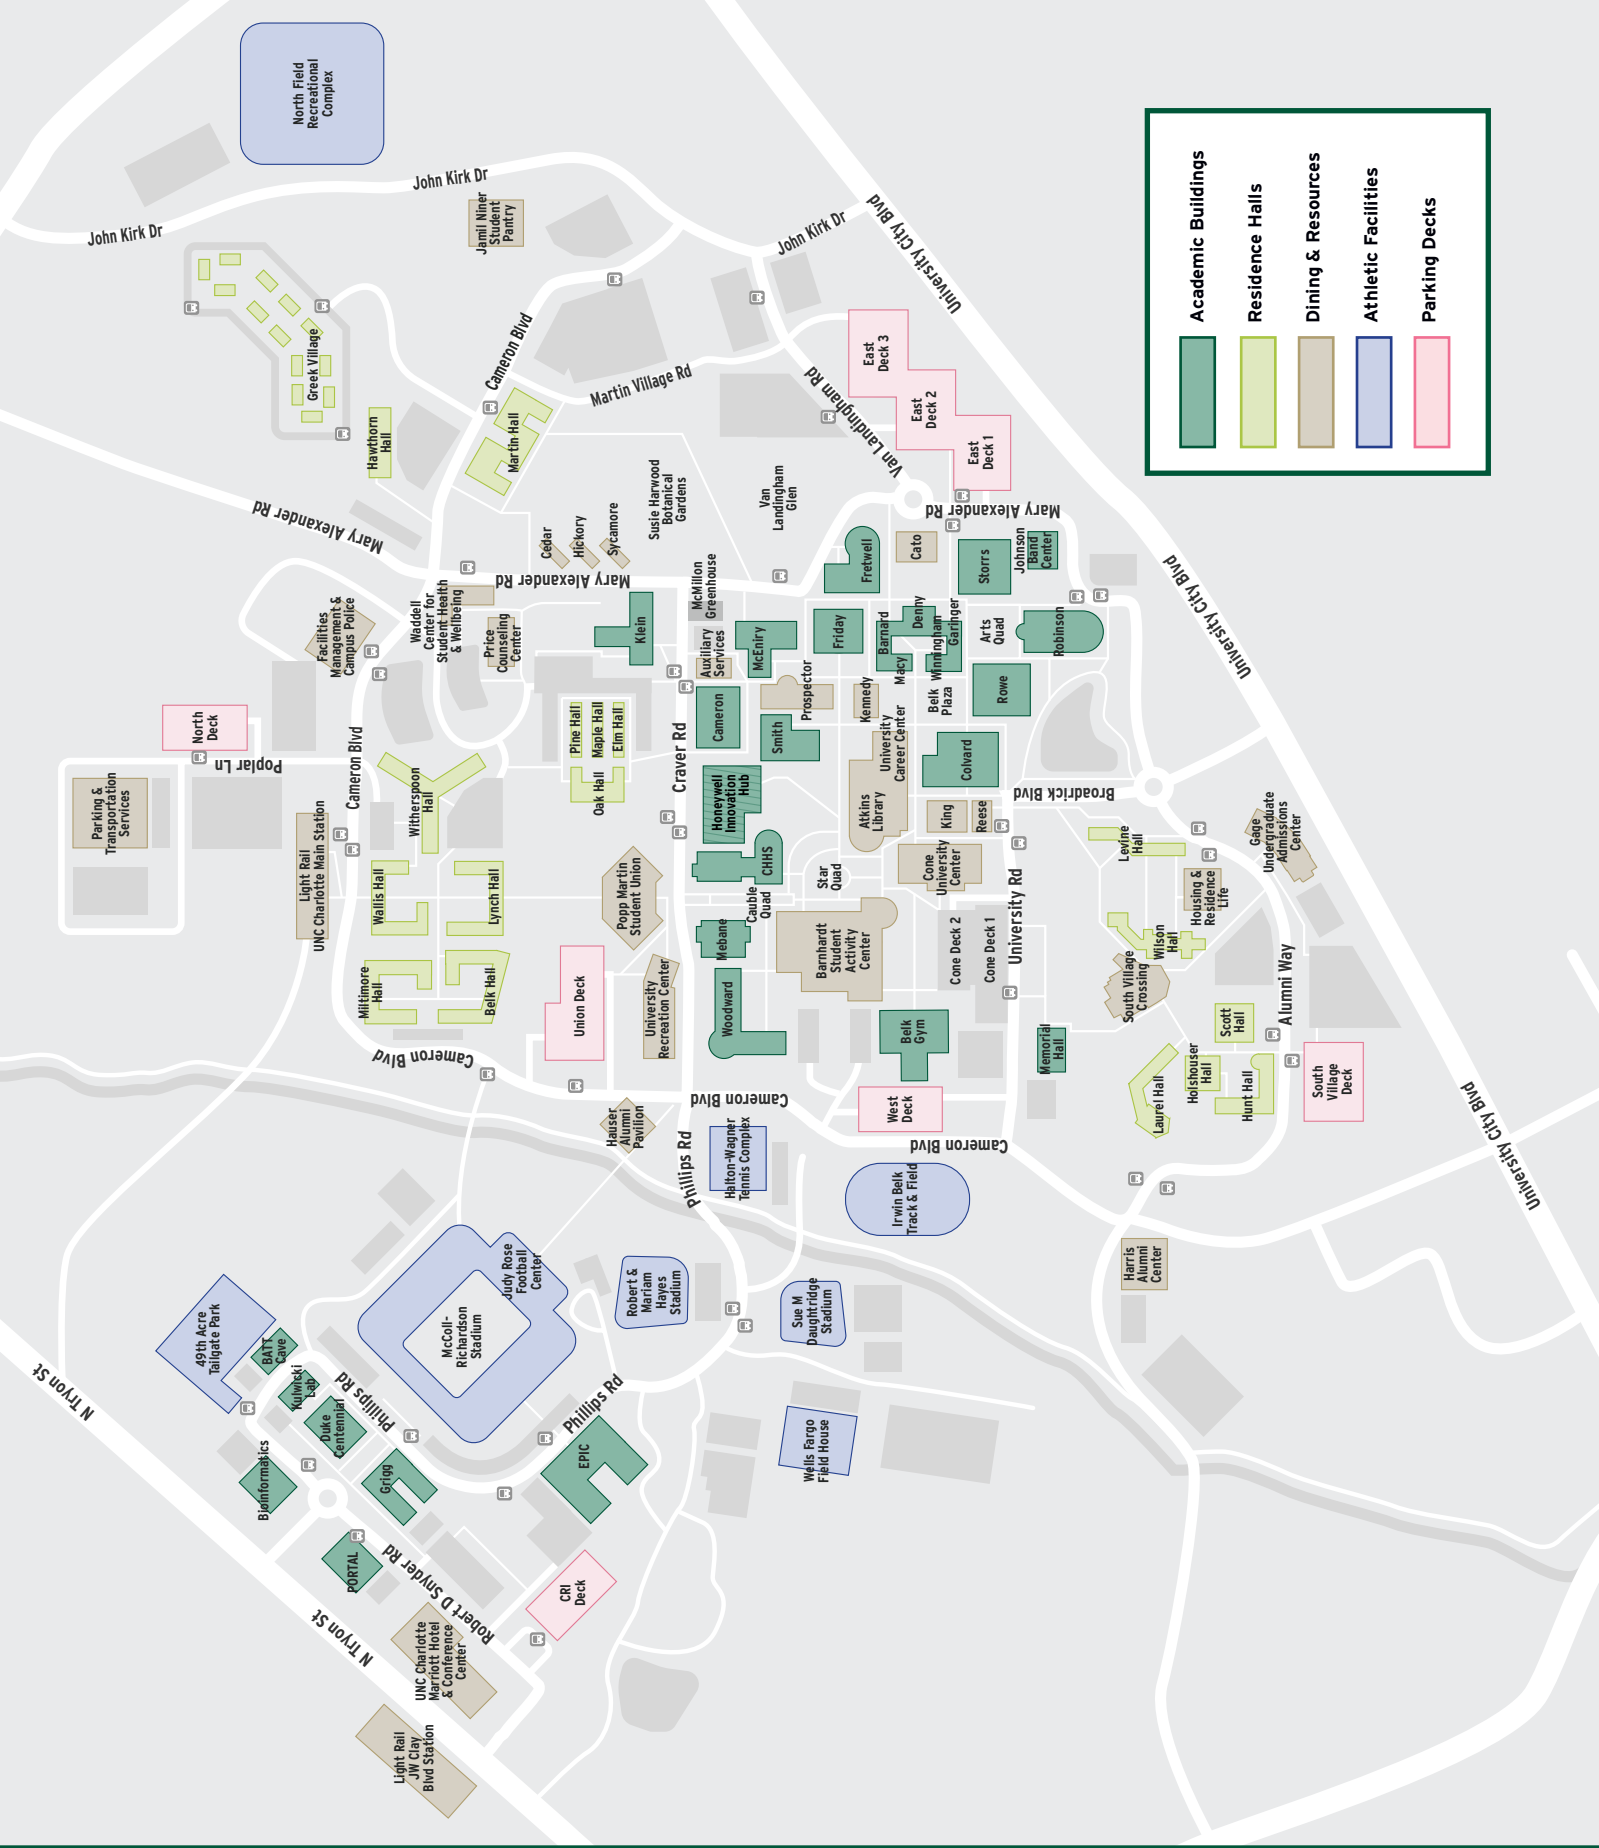 North Field
Recreational
Complex
John Kirk Dr
John Kirk Dr
John Kirk Dr
Jamil Niner
Student
Pantry
University City Blvd
Greek Village
Cameron Blvd
Martin Village Rd
Van Landingham Rd
East
Deck 3
East
Deck 2
East
Deck 1
Academic Buildings
Residence Halls
Dining & Resources
Athletic Facilities
Parking Decks
Hawthorn
Hall
Martin Hall
Mary Alexander Rd
Susie Harwood
Botanical
Gardens
Van
Landingham
Glen
Cedar
Hickory
Sycamore
Mary Alexander Rd
Mary Alexander Rd
Fretwell
Cato
Storrs
Johnson
Band
Center
University City Blvd
Facilities
Management &
Campus Police
Waddell
Center for
Student Health
& Wellbeing
Price
Counseling
Center
Klein
McMillon
Greenhouse
Auxiliary
Services
McEniry
Friday
Barnard
Denny
Macy
Winningham
Garinger
Arts
Quad
Robinson
North
Deck
Poplar Ln
Cameron Blvd
Pine Hall
Maple Hall
Elm Hall
Oak Hall
Craver Rd
Cameron
Prospector
Smith
Kennedy
Belk
Plaza
Rowe
University
Career Center
Colvard
Parking &
Transportation
Services
Light Rail
UNC Charlotte Main Station
Witherspoon
Hall
Honeywell
Innovation
Hub
Atkins
Library
King
Reese
Broadrick Blvd
Levine
Hall
Gage
Undergraduate
Admissions
Center
Wallis Hall
Lynch Hall
Popp Martin
Student Union
CHHS
Star
Quad
Cone
University
Center
Housing &
Residence
Life
Cauble
Quad
Mebane
Barnhardt
Student
Activity
Center
Cone Deck 2
Cone Deck 1
University Rd
Wilson
Hall
South Village
Crossing
Alumni Way
Miltimore
Hall
Belk Hall
Union Deck
University
Recreation Center
Woodward
Belk
Gym
Memorial
Hall
Scott
Hall
Holshouser
Hall
Hunt Hall
Laurel Hall
South
Village
Deck
Cameron Blvd
Cameron Blvd
Cameron Blvd
West
Deck
Hauser
Alumni
Pavilion
Phillips Rd
Halton-Wagner
Tennis Complex
Irwin Belk
Track & Field
University City Blvd
Harris
Alumni
Center
Judy Rose
Football
Center
McColl-
Richardson
Stadium
Robert &
Mariam
Hayes
Stadium
Sue M
Daughtridge
Stadium
49th Acre
Tailgate Park
BATT
Cave
Kulwicki
Lab
Phillips Rd
Duke
Centennial
Phillips Rd
N Tryon St
Bioinformatics
Grigg
EPIC
Wells Fargo
Field House
PORTAL
Robert D Snyder Rd
CRI
Deck
N Tryon St
UNC Charlotte
Marriott Hotel
& Conference
Center
Light Rail
JW Clay
Blvd Station